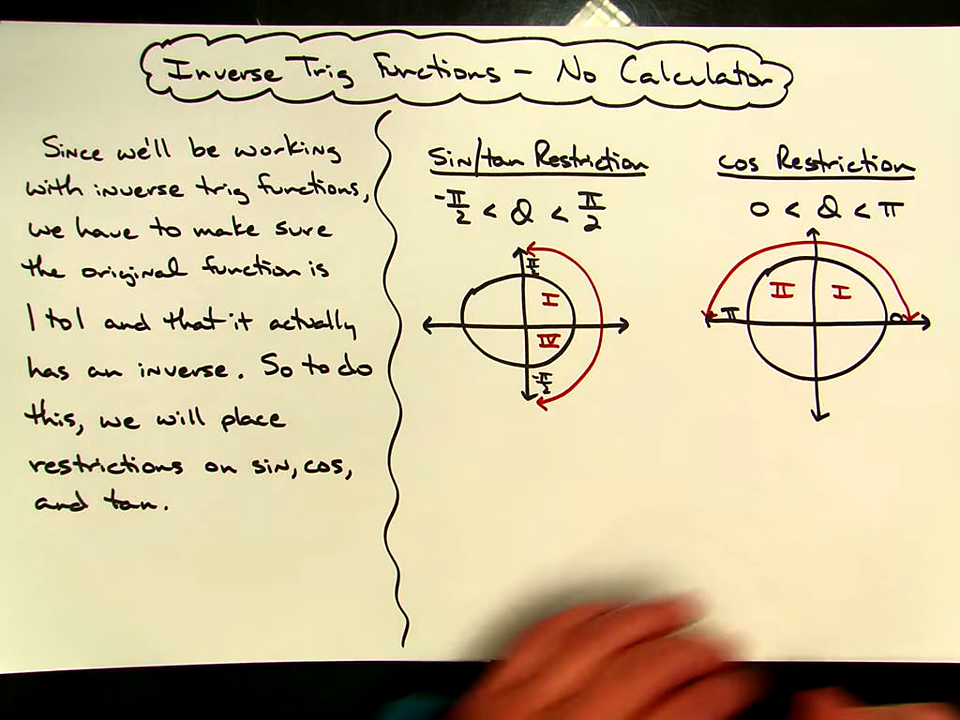 Inverse Trig Functions - No Calculator
Since we'll be working
with inverse trig functions,
we have to make sure
the original function is
1 to 1 and that it actually
has an inverse. So to do
this, we will place
restrictions on sin, cos,
and tan.
Sin/tan Restriction
-π/2 < θ < π/2
π/2
I
IV
-π/2
cos Restriction
0 < θ < π
II I
π 0